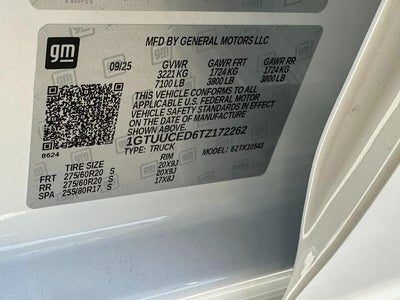 gm
MFD BY GENERAL MOTORS LLC
09/25 GVWR GAWR FRT GAWR RR
3221 KG 1724 KG 1724 KG
7100 LB 3800 LB 3800 LB
THIS VEHICLE CONFORMS TO ALL
APPLICABLE U.S. FEDERAL MOTOR
VEHICLE SAFETY STANDARDS IN
EFFECT ON THE DATE OF
MANUFACTURE SHOWN ABOVE.
1GTUUCED6TZ172262
B624 TYPE: TRUCK MODEL: 62TK10543
TIRE SIZE RIM
FRT 275/60R20 S 20X9J
RR 275/60R20 S 20X9J
SPA 255/80R17 S 17X8J